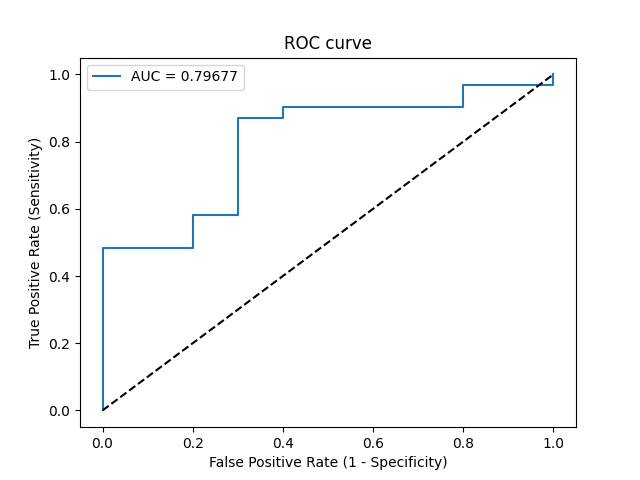 ROC curve
AUC = 0.79677
1.0
0.8
0.6
0.4
0.2
0.0
True Positive Rate (Sensitivity)
0.0 0.2 0.4 0.6 0.8 1.0
False Positive Rate (1 - Specificity)